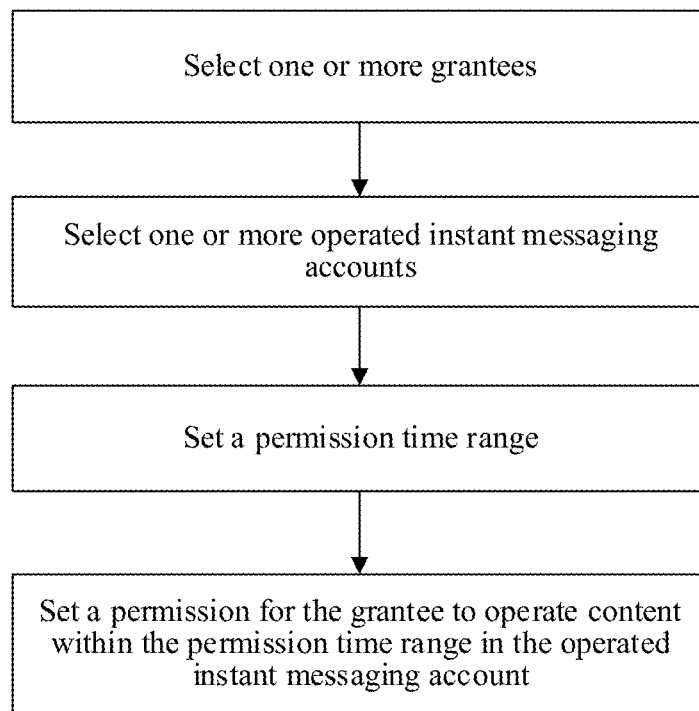 Select one or more grantees
Select one or more operated instant messaging
accounts
Set a permission time range
Set a permission for the grantee to operate content
within the permission time range in the operated
instant messaging account